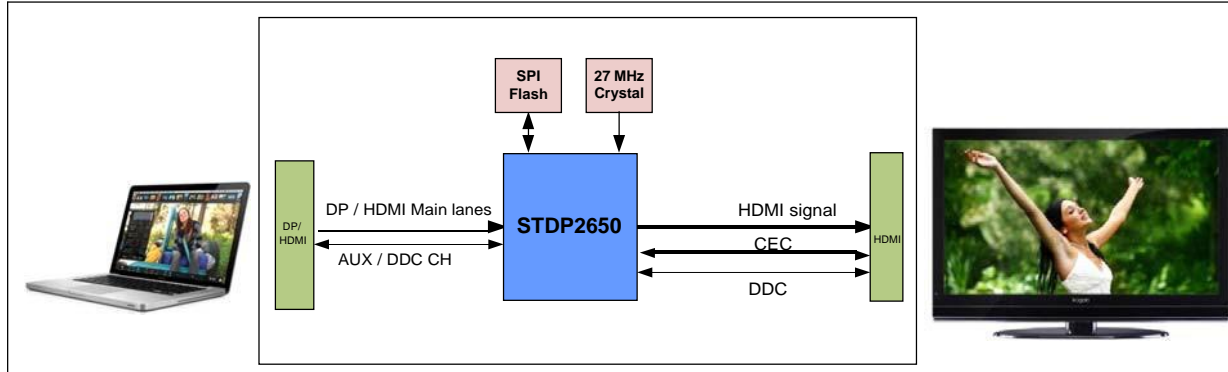 SPI
Flash
27 MHz
Crystal
DP/
HDMI
DP / HDMI Main lanes
AUX / DDC CH
STDP2650
HDMI signal
CEC
DDC
HDMI